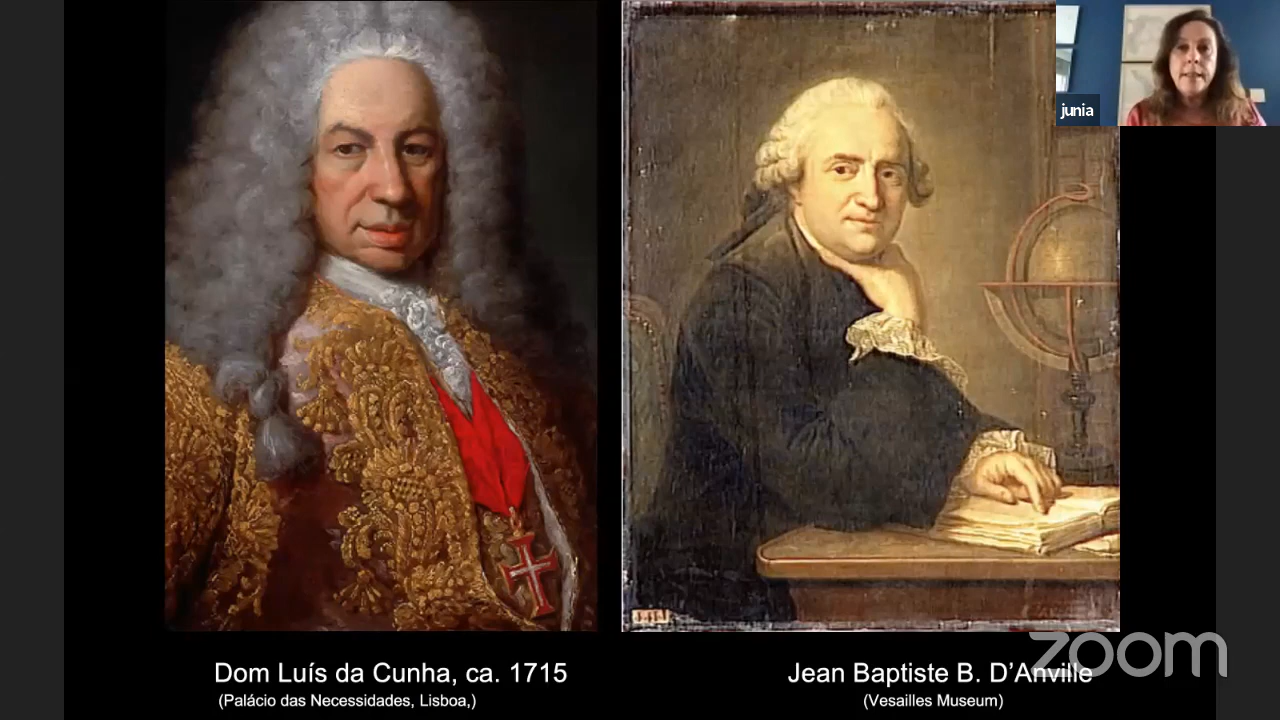 junia
Dom Luís da Cunha, ca. 1715
(Palácio das Necessidades, Lisboa,)
Jean Baptiste B. D'Anville
(Vesailles Museum)
zoom